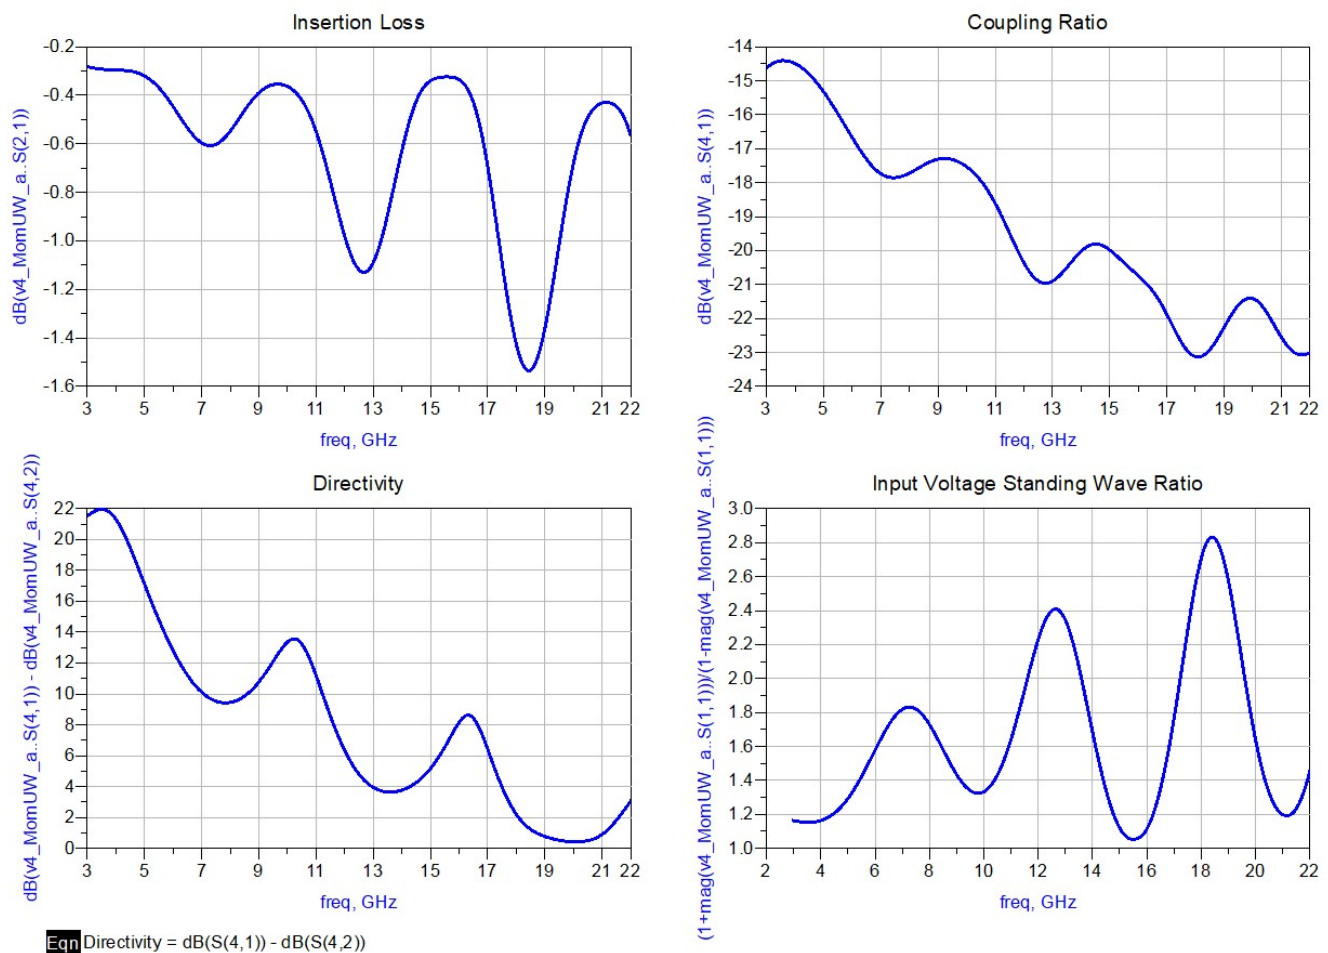 Insertion Loss
dB(v4_MomUW_a..S(2,1))
-0.2
-0.4
-0.6
-0.8
-1.0
-1.2
-1.4
-1.6
3 5 7 9 11 13 15 17 19 21 22
freq, GHz
Coupling Ratio
dB(v4_MomUW_a..S(4,1))
-14
-15
-16
-17
-18
-19
-20
-21
-22
-23
-24
3 5 7 9 11 13 15 17 19 21 22
freq, GHz
Directivity
dB(v4_MomUW_a..S(4,1)) - dB(v4_MomUW_a..S(4,2))
22
20
18
16
14
12
10
8
6
4
2
0
3 5 7 9 11 13 15 17 19 21 22
freq, GHz
Input Voltage Standing Wave Ratio
(1+mag(v4_MomUW_a..S(1,1)))/(1-mag(v4_MomUW_a..S(1,1)))
3.0
2.8
2.6
2.4
2.2
2.0
1.8
1.6
1.4
1.2
1.0
2 4 6 8 10 12 14 16 18 20 22
freq, GHz
Eqn Directivity = dB(S(4,1)) - dB(S(4,2))